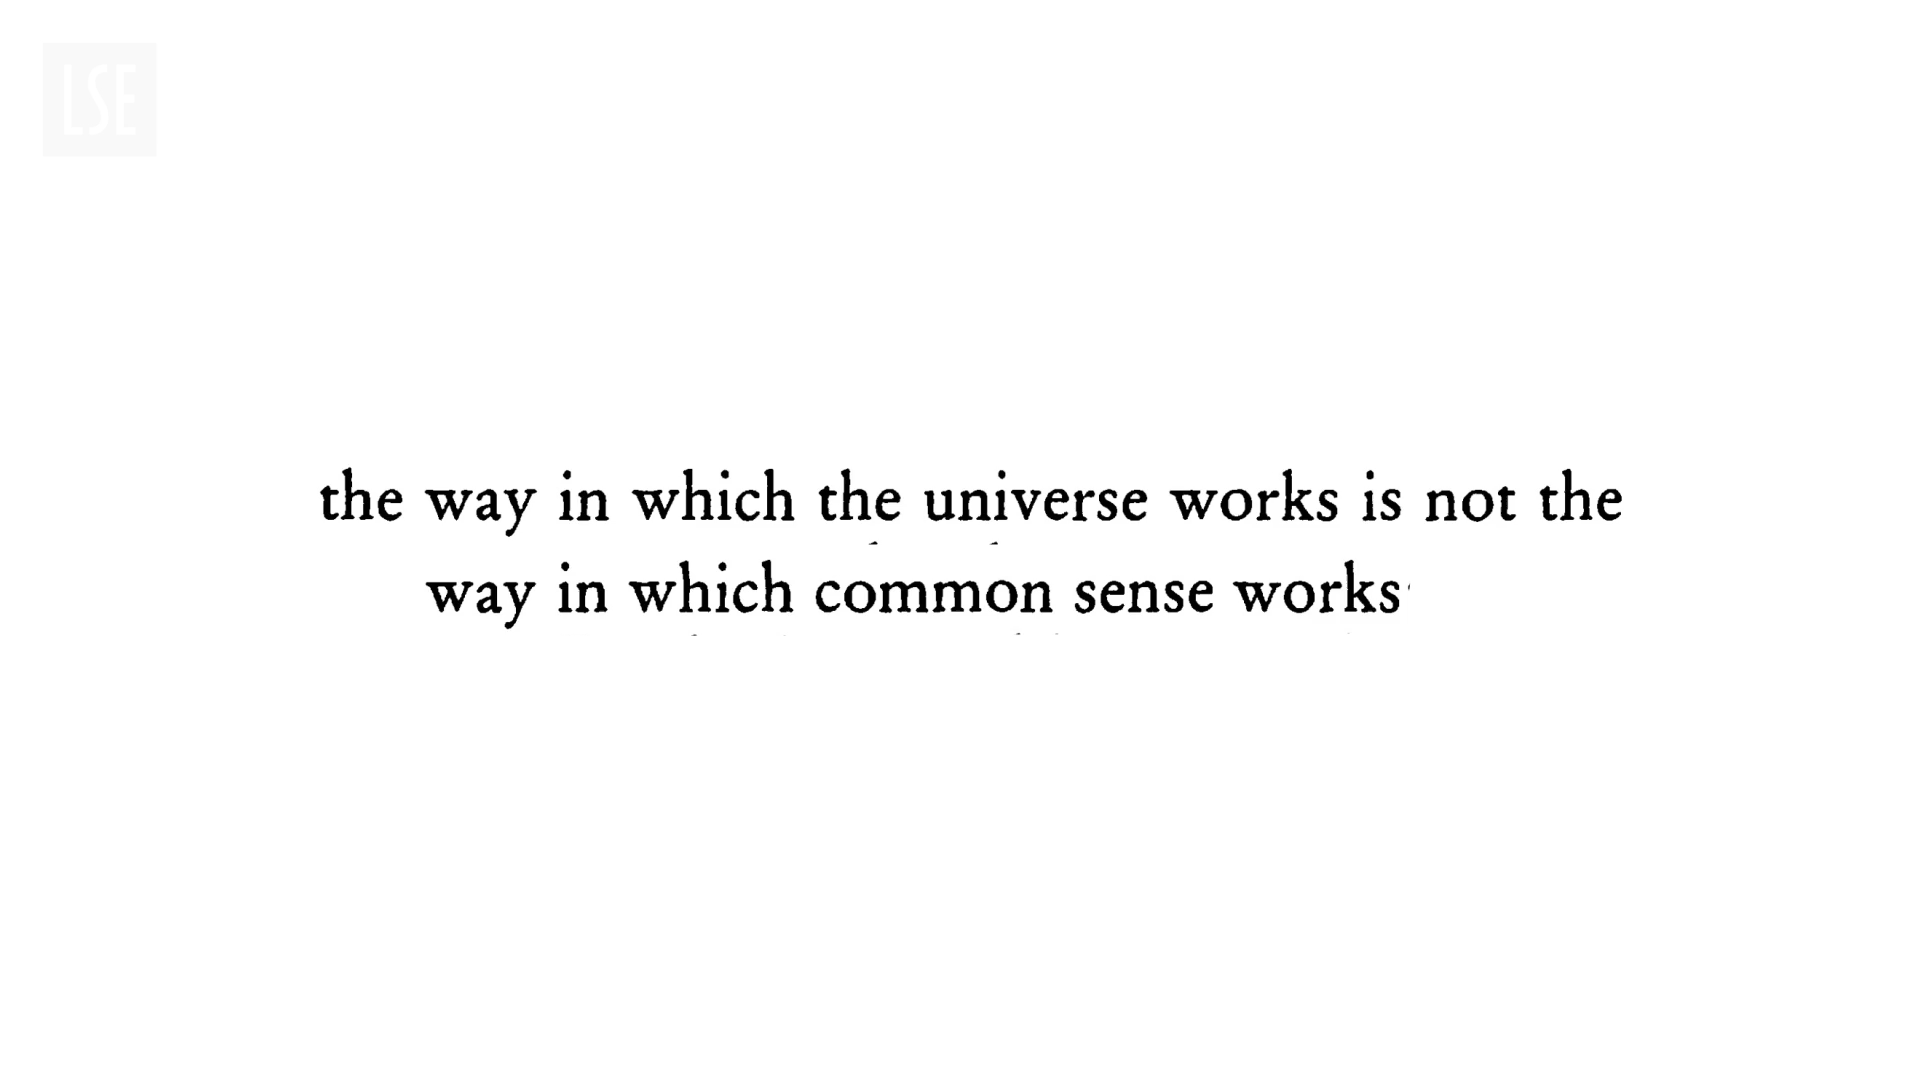 LSE
the way in which the universe works is not the
way in which common sense works